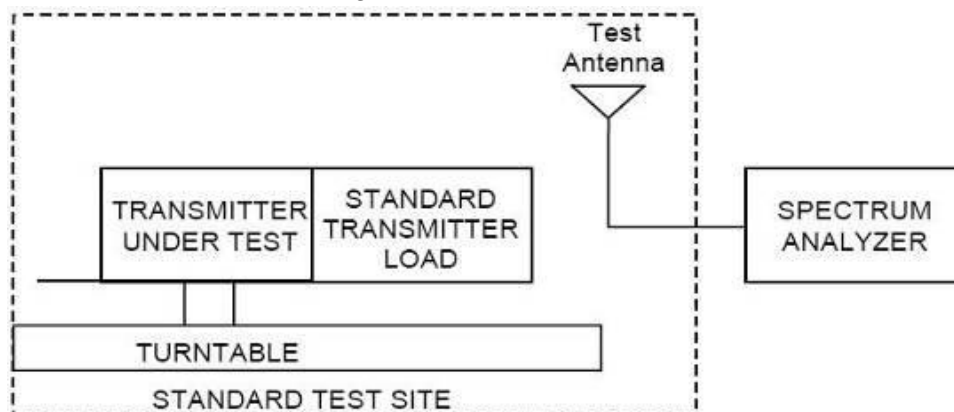 Test
Antenna
TRANSMITTER
UNDER TEST
STANDARD
TRANSMITTER
LOAD
SPECTRUM
ANALYZER
TURNTABLE
STANDARD TEST SITE